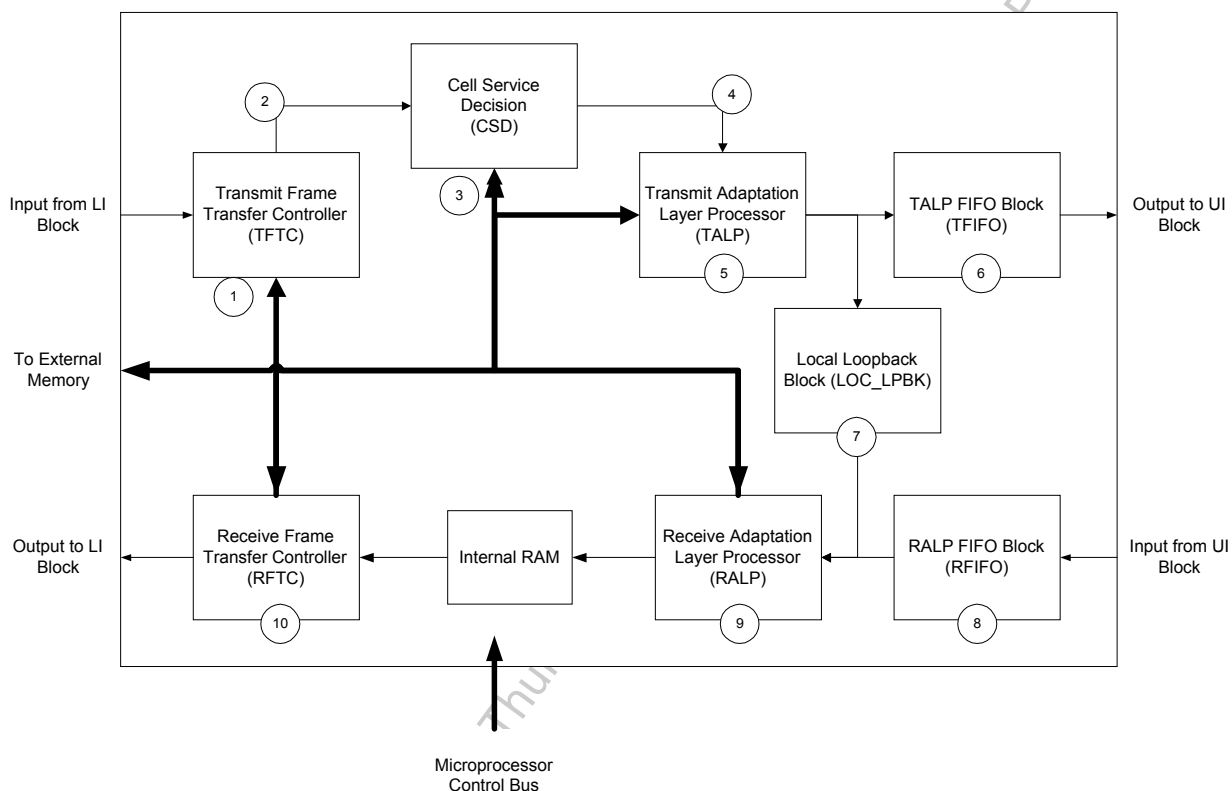 2
Cell Service
Decision
(CSD)
4
3
Input from LI
Block
Transmit Frame
Transfer Controller
(TFTC)
1
Transmit Adaptation
Layer Processor
(TALP)
5
TALP FIFO Block
(TFIFO)
6
Output to UI
Block
To External
Memory
Local Loopback
Block (LOC_LPBK)
7
Output to LI
Block
Receive Frame
Transfer Controller
(RFTC)
10
Internal RAM
Receive Adaptation
Layer Processor
(RALP)
9
RALP FIFO Block
(RFIFO)
8
Input from UI
Block
Microprocessor
Control Bus